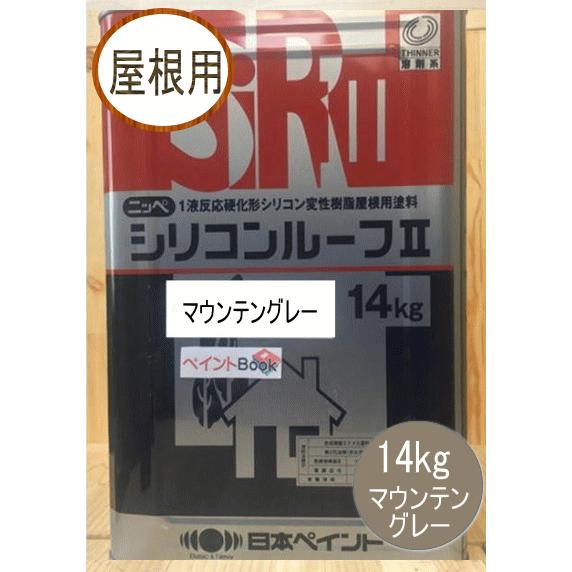 屋根用
SiRⅡ
THINNER
溶剤系
ニッペ 1液反応硬化形シリコン変性樹脂屋根用塗料
シリコンルーフⅡ
マウンテングレー
14kg
ペイントBook
14kg
マウンテン
グレー
日本ペイント
Basic & New